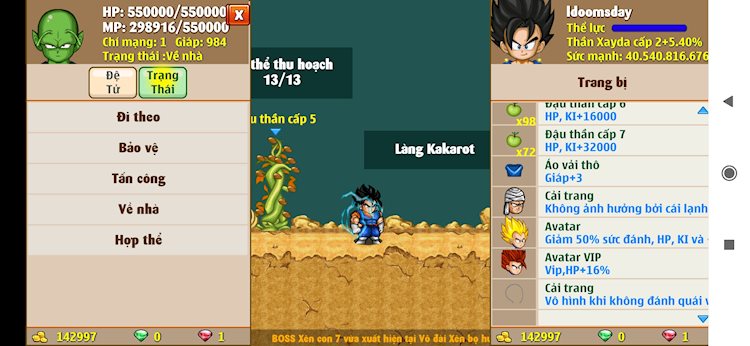 HP: 550000/550000
MP: 298916/550000
Chí mạng: 1 Giáp: 984
Trạng thái :Về nhà
X
Đệ Tử
Trạng Thái
Đi theo
Bảo vệ
Tấn công
Về nhà
Hợp thể
142997
0
1
thể thu hoạch
13/13
u thần cấp 5
Làng Kakarot
BOSS Xên con 7 vừa xuất hiện tại Võ đài Xên bọ hu
ldoomsday
Thể lực
Thần Xayda cấp 2+5.40%
Sức mạnh: 40.540.816.676
Trang bị
x98
Đậu thần cấp 6
HP, KI+16000
x72
Đậu thần cấp 7
HP, KI+32000
Áo vải thô
Giáp+3
Cải trang
Không ảnh hưởng bởi cái lạnh
Avatar
Giảm 50% sức đánh, HP, KI và
Avatar VIP
Vip,HP+16%
Cải trang
Vô hình khi không đánh quái v
142997
0
1